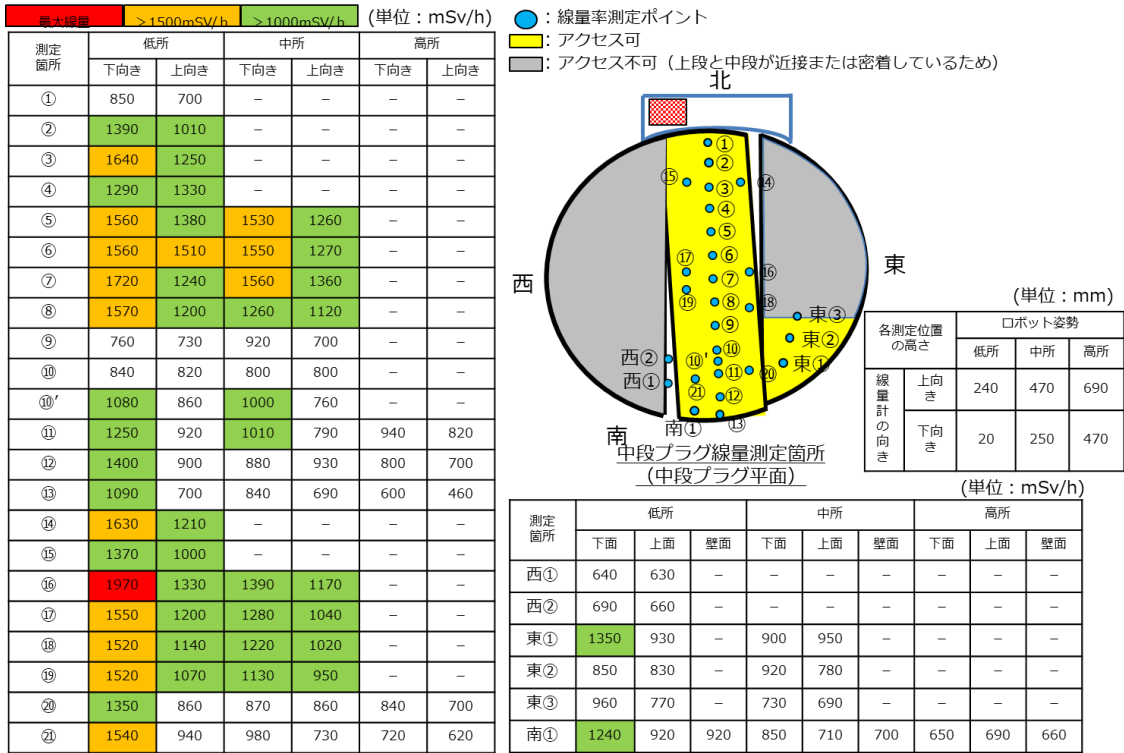 最大線量 ＞1500mSV/ｈ ＞1000mSV/ｈ (単位：mSv/h)
測定箇所 低所 中所 高所
下向き 上向き 下向き 上向き 下向き 上向き
① 850 700 － － － －
② 1390 1010 － － － －
③ 1640 1250 － － － －
④ 1290 1330 － － － －
⑤ 1560 1380 1530 1260 － －
⑥ 1560 1510 1550 1270 － －
⑦ 1720 1240 1560 1360 － －
⑧ 1570 1200 1260 1120 － －
⑨ 760 730 920 700 － －
⑩ 840 820 800 800 － －
⑩′ 1080 860 1000 760 － －
⑪ 1250 920 1010 790 940 820
⑫ 1400 900 880 930 800 700
⑬ 1090 700 840 690 600 460
⑭ 1630 1210 － － － －
⑮ 1370 1000 － － － －
⑯ 1970 1330 1390 1170 － －
⑰ 1550 1200 1280 1040 － －
⑱ 1520 1140 1220 1020 － －
⑲ 1520 1070 1130 950 － －
⑳ 1350 860 870 860 840 700
㉑ 1540 940 980 730 720 620
：線量率測定ポイント
：アクセス可
：アクセス不可（上段と中段が近接または密着しているため）
北
①
②
⑮ ③ ⑭
④
⑤
⑥
⑰ ⑦ ⑯
⑲ ⑧ ⑱
西 東
⑨ 東③
東②
西② ⑩
⑩' ⑪ ⑳ 東①
西① ㉑ ⑫
南 南① ⑬
中段プラグ線量測定箇所
（中段プラグ平面）
(単位：mm)
各測定位置の高さ ロボット姿勢
低所 中所 高所
線量計の向き 上向き 240 470 690
下向き 20 250 470
(単位：mSv/h)
測定箇所 低所 中所 高所
下面 上面 壁面 下面 上面 壁面 下面 上面 壁面
西① 640 630 － － － － － － －
西② 690 660 － － － － － － －
東① 1350 930 － 900 950 － － － －
東② 850 830 － 920 780 － － － －
東③ 960 770 － 730 690 － － － －
南① 1240 920 920 850 710 700 650 690 660